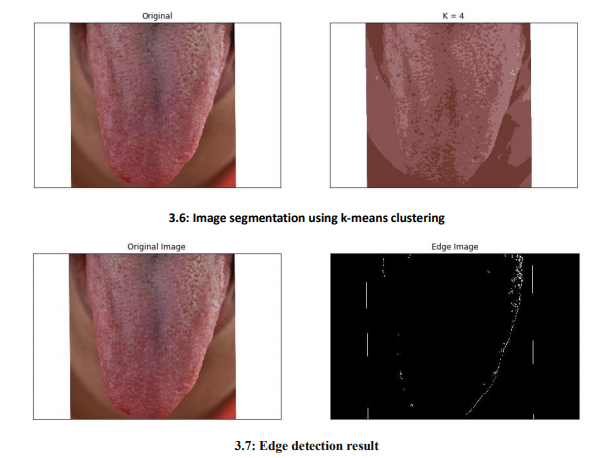 Original
K = 4
3.6: Image segmentation using k-means clustering
Original Image
Edge Image
3.7: Edge detection result